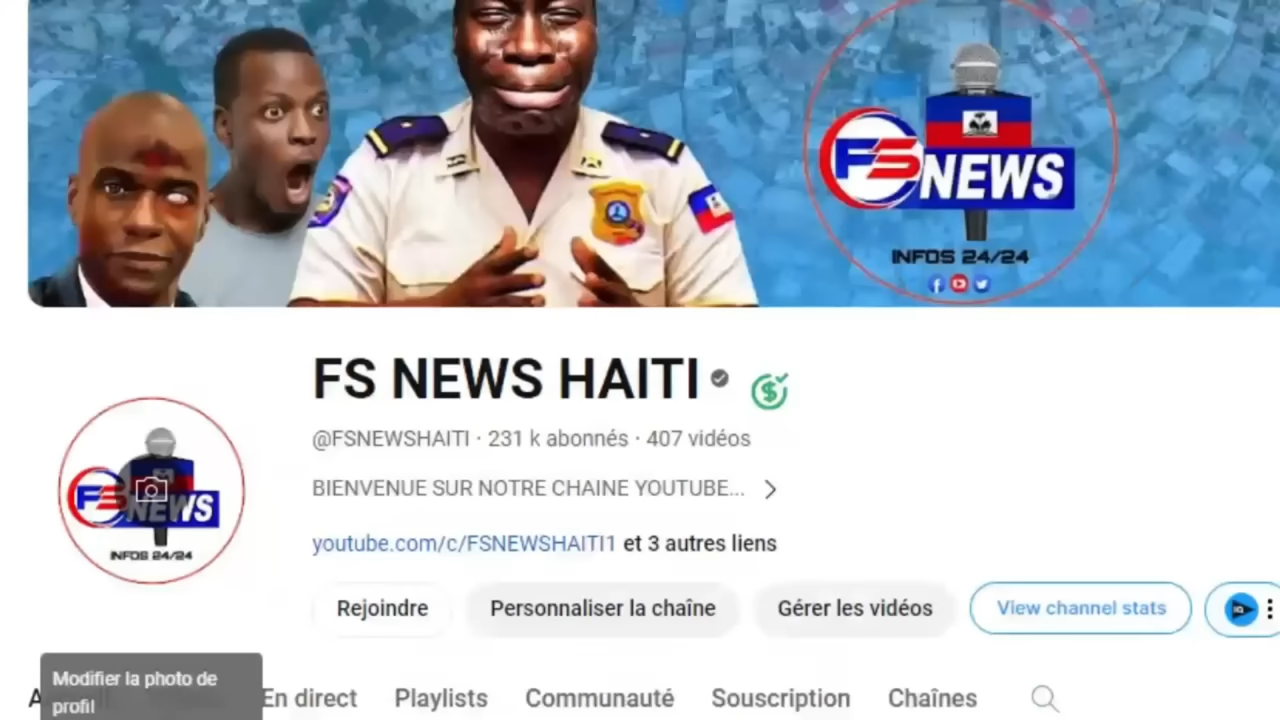 FS NEWS
INFOS 24/24
FS NEWS HAITI
@FSNEWSHAITI · 231 k abonnés · 407 vidéos
BIENVENUE SUR NOTRE CHAINE YOUTUBE...
youtube.com/c/FSNEWSHAITI1 et 3 autres liens
FS NEWS
INFOS 24/24
Rejoindre Personnaliser la chaîne Gérer les vidéos View channel stats
Modifier la photo de
profil
En direct Playlists Communauté Souscription Chaînes